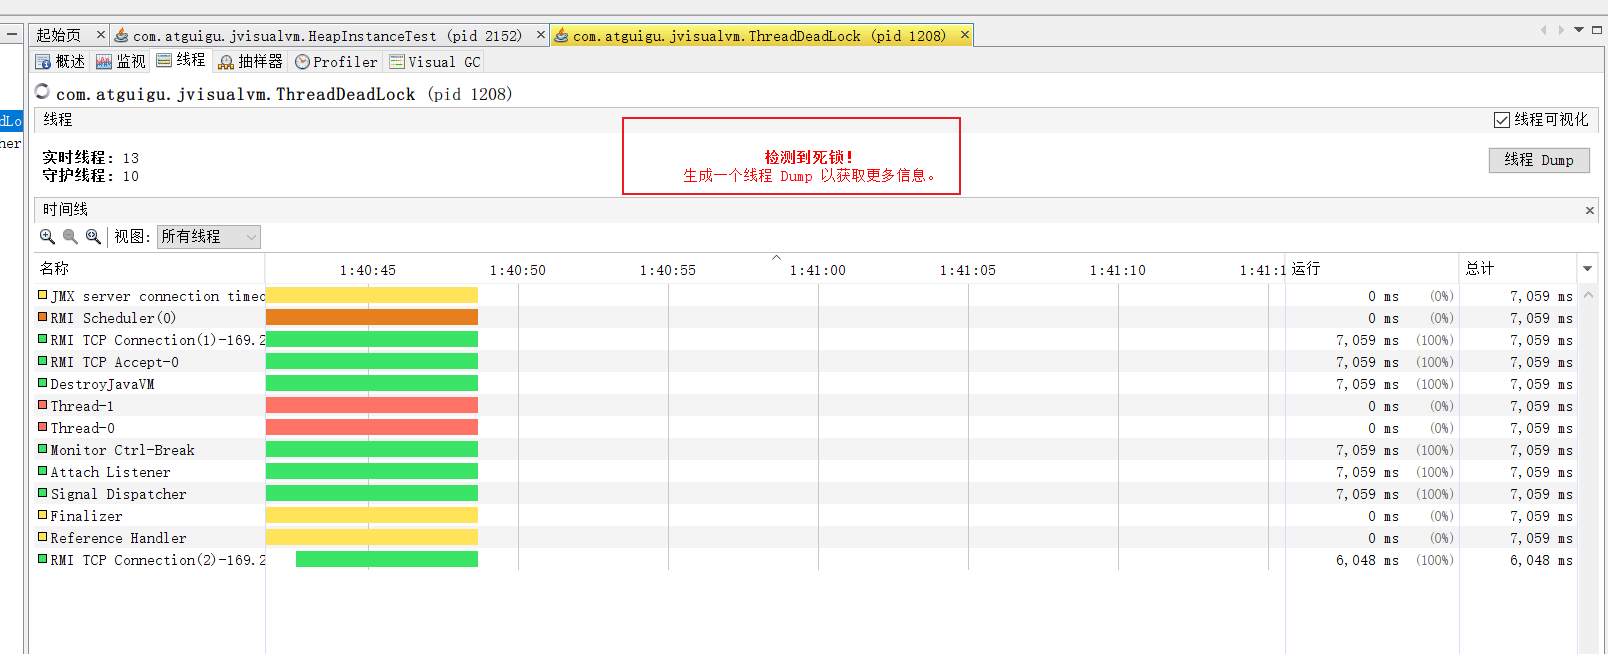 起始页
com.atguigu.jvisualvm.HeapInstanceTest (pid 2152)
com.atguigu.jvisualvm.ThreadDeadLock (pid 1208)
概述 监视 线程 抽样器 Profiler Visual GC
com.atguigu.jvisualvm.ThreadDeadLock (pid 1208)
dLo
her
线程
线程可视化
实时线程: 13
守护线程: 10
检测到死锁!
生成一个线程 Dump 以获取更多信息。
线程 Dump
时间线
视图: 所有线程
名称 1:40:45 1:40:50 1:40:55 1:41:00 1:41:05 1:41:10 1:41:1 运行 总计
JMX server connection timeo 0 ms (0%) 7,059 ms
RMI Scheduler(0) 0 ms (0%) 7,059 ms
RMI TCP Connection(1)-169.2 7,059 ms (100%) 7,059 ms
RMI TCP Accept-0 7,059 ms (100%) 7,059 ms
DestroyJavaVM 7,059 ms (100%) 7,059 ms
Thread-1 0 ms (0%) 7,059 ms
Thread-0 0 ms (0%) 7,059 ms
Monitor Ctrl-Break 7,059 ms (100%) 7,059 ms
Attach Listener 7,059 ms (100%) 7,059 ms
Signal Dispatcher 7,059 ms (100%) 7,059 ms
Finalizer 0 ms (0%) 7,059 ms
Reference Handler 0 ms (0%) 7,059 ms
RMI TCP Connection(2)-169.2 6,048 ms (100%) 6,048 ms